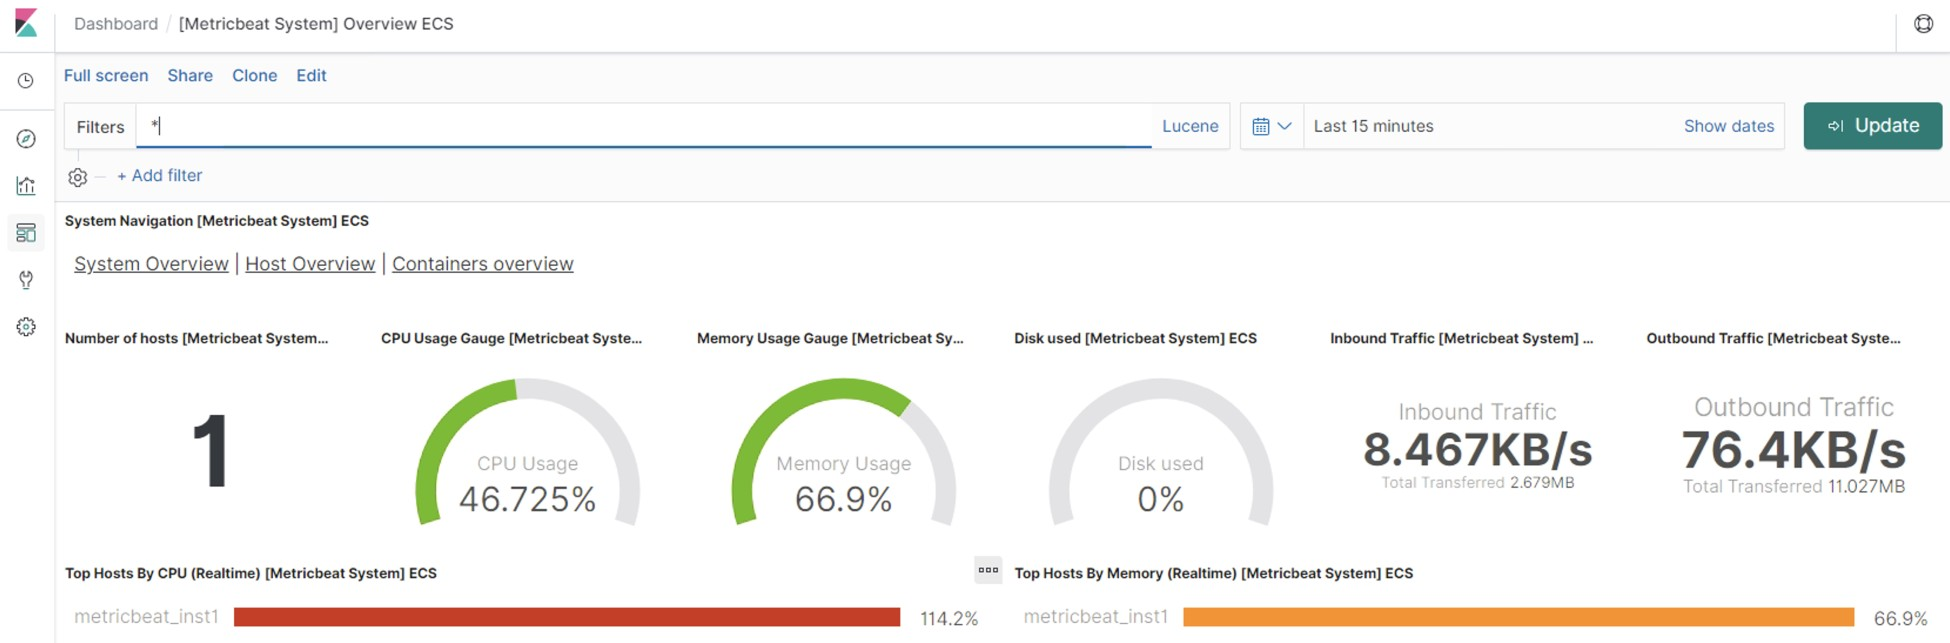 Dashboard / [Metricbeat System] Overview ECS
Full screen Share Clone Edit
Filters * Lucene Last 15 minutes Show dates Update
+ Add filter
System Navigation [Metricbeat System] ECS
System Overview | Host Overview | Containers overview
Number of hosts [Metricbeat System...
1
CPU Usage Gauge [Metricbeat Syste...
CPU Usage
46.725%
Memory Usage Gauge [Metricbeat Sy...
Memory Usage
66.9%
Disk used [Metricbeat System] ECS
Disk used
0%
Inbound Traffic [Metricbeat System] ...
Inbound Traffic
8.467KB/s
Total Transferred 2.679MB
Outbound Traffic [Metricbeat Syste...
Outbound Traffic
76.4KB/s
Total Transferred 11.027MB
Top Hosts By CPU (Realtime) [Metricbeat System] ECS
metricbeat_inst1 114.2%
Top Hosts By Memory (Realtime) [Metricbeat System] ECS
metricbeat_inst1 66.9%